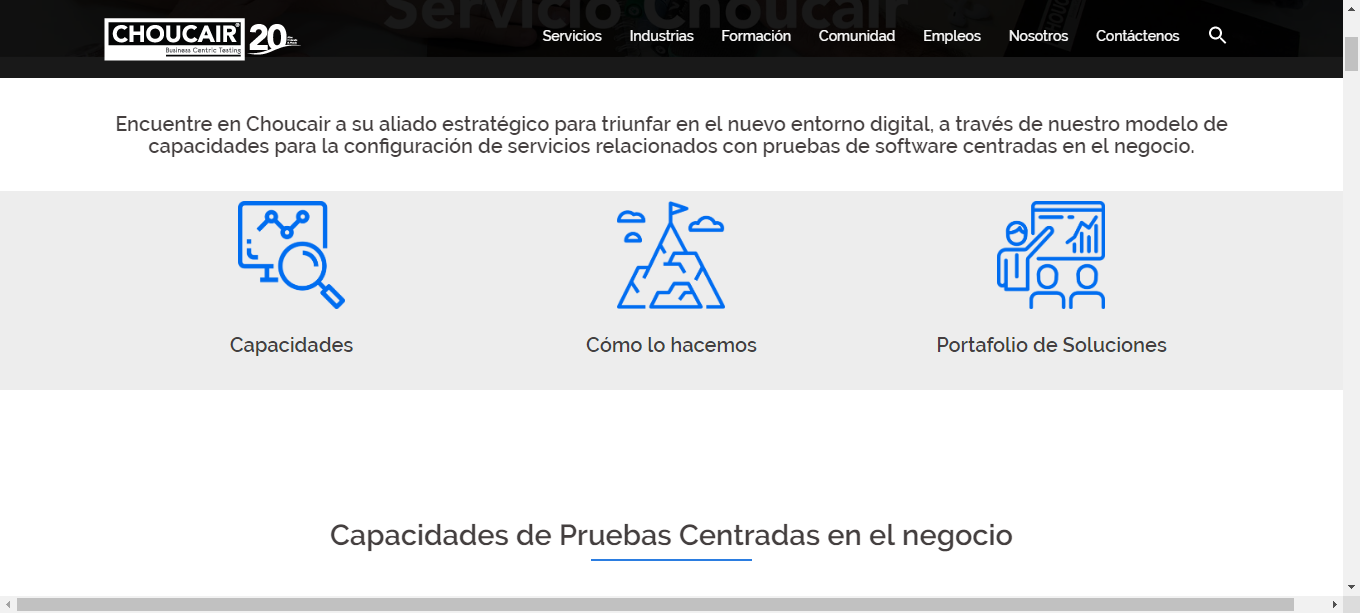 Servicio Choucair
CHOUCAIR
Business Centric Testing
20
Servicios Industrias Formación Comunidad Empleos Nosotros Contáctenos
Encuentre en Choucair a su aliado estratégico para triunfar en el nuevo entorno digital, a través de nuestro modelo de
capacidades para la configuración de servicios relacionados con pruebas de software centradas en el negocio.
Capacidades
Cómo lo hacemos
Portafolio de Soluciones
Capacidades de Pruebas Centradas en el negocio